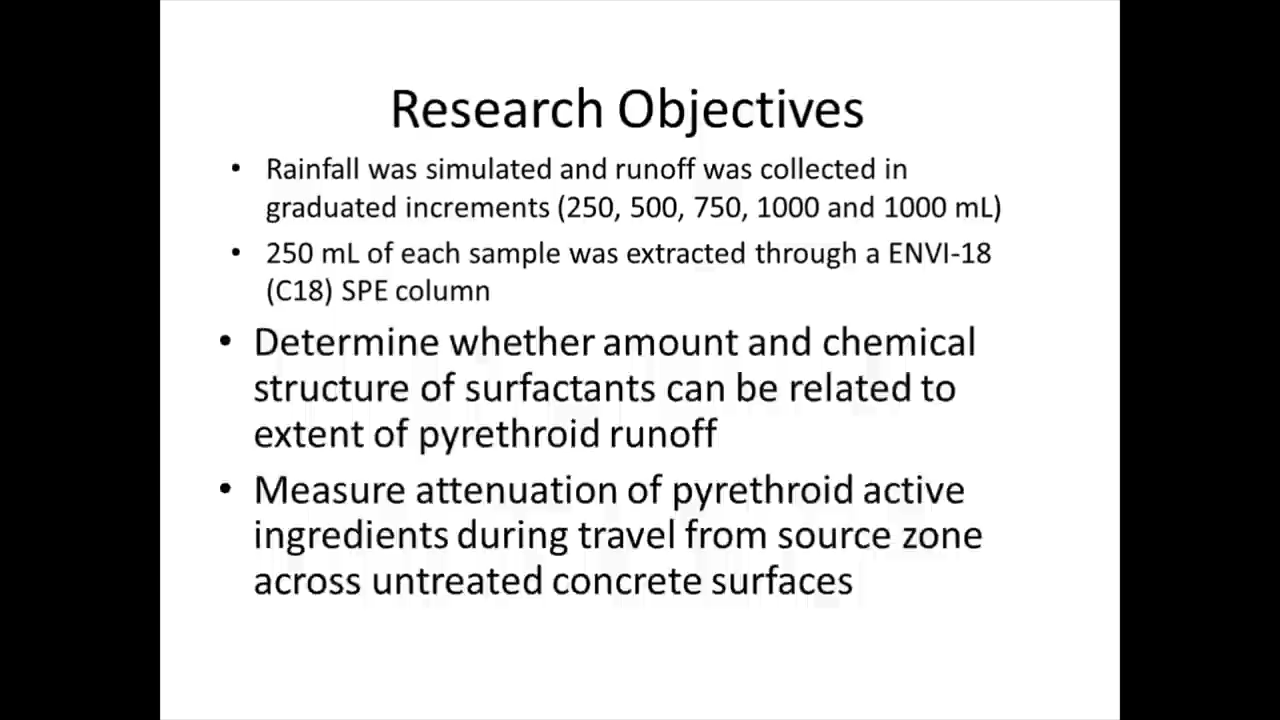 Research Objectives
• Rainfall was simulated and runoff was collected in
graduated increments (250, 500, 750, 1000 and 1000 mL)
• 250 mL of each sample was extracted through a ENVI-18
(C18) SPE column
• Determine whether amount and chemical
structure of surfactants can be related to
extent of pyrethroid runoff
• Measure attenuation of pyrethroid active
ingredients during travel from source zone
across untreated concrete surfaces